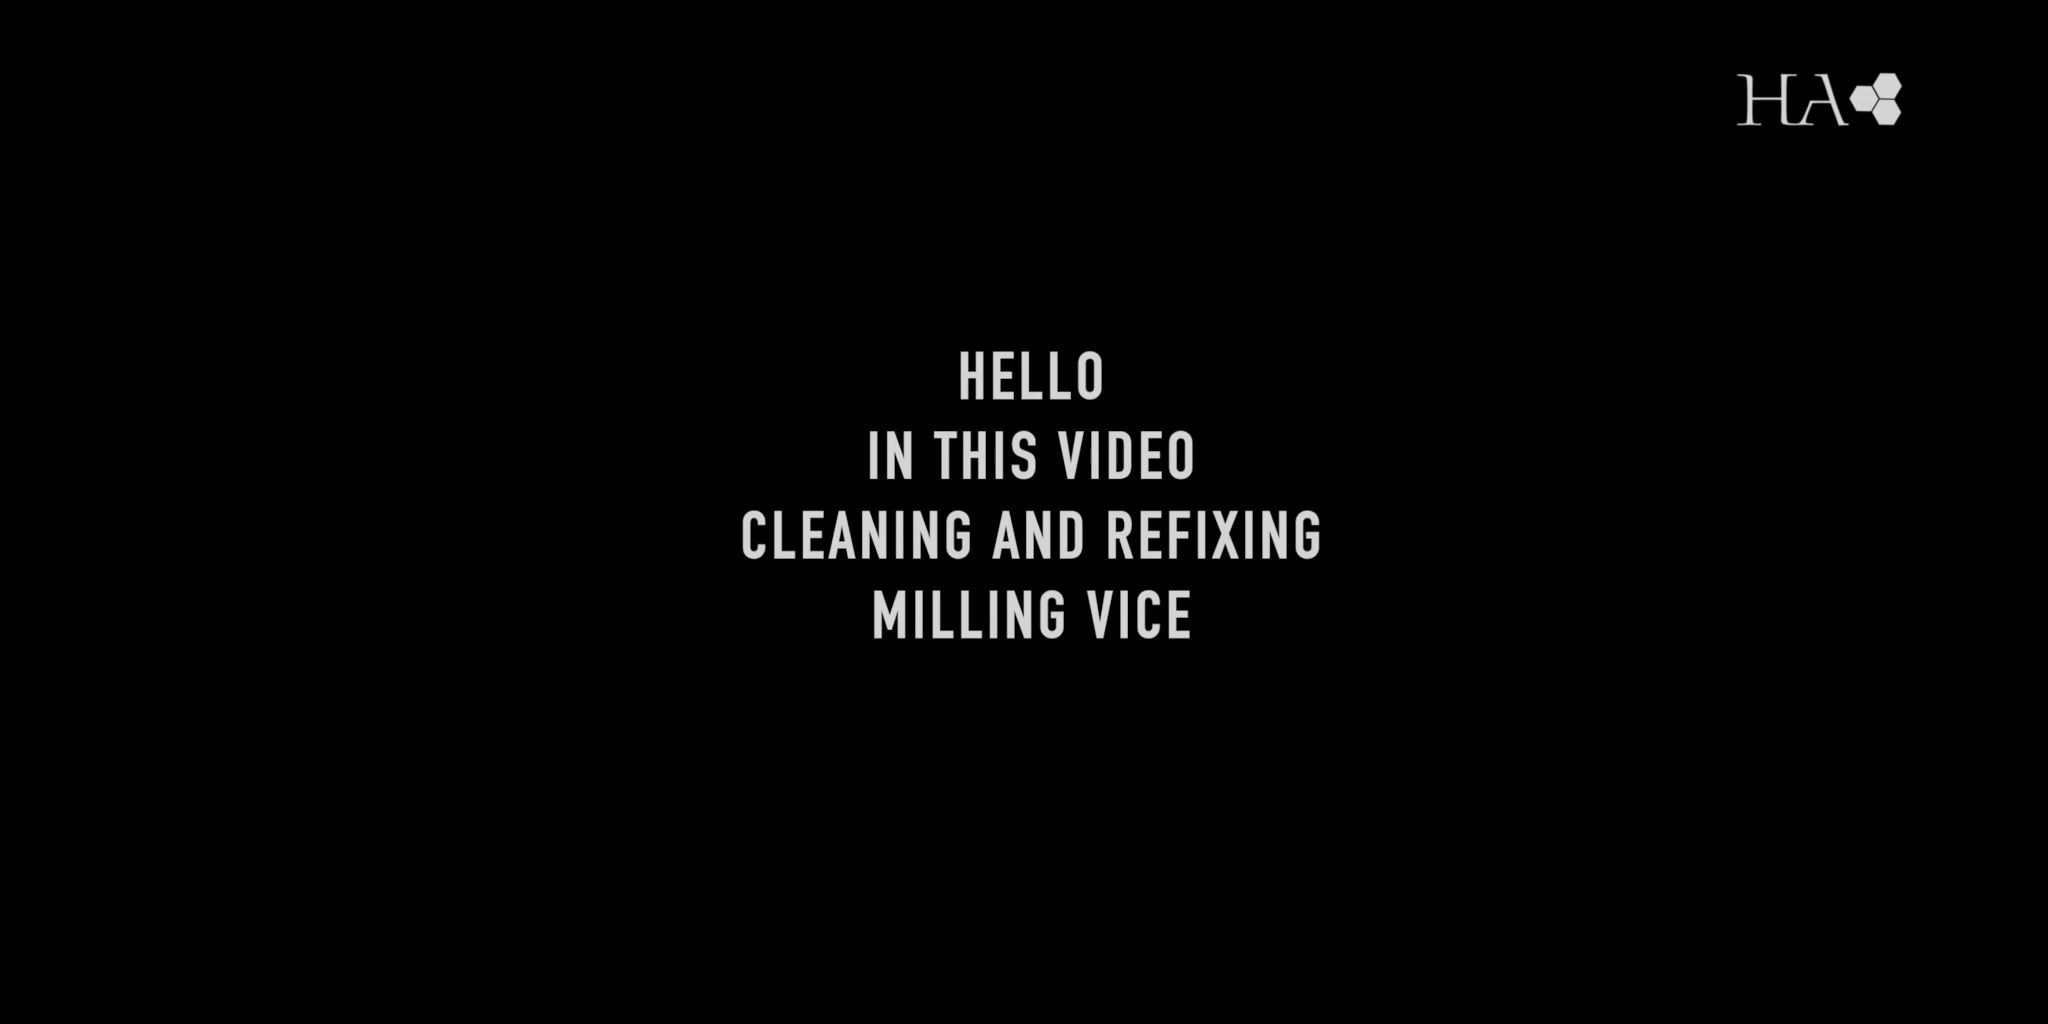 HA
HELLO
IN THIS VIDEO
CLEANING AND REFIXING
MILLING VICE